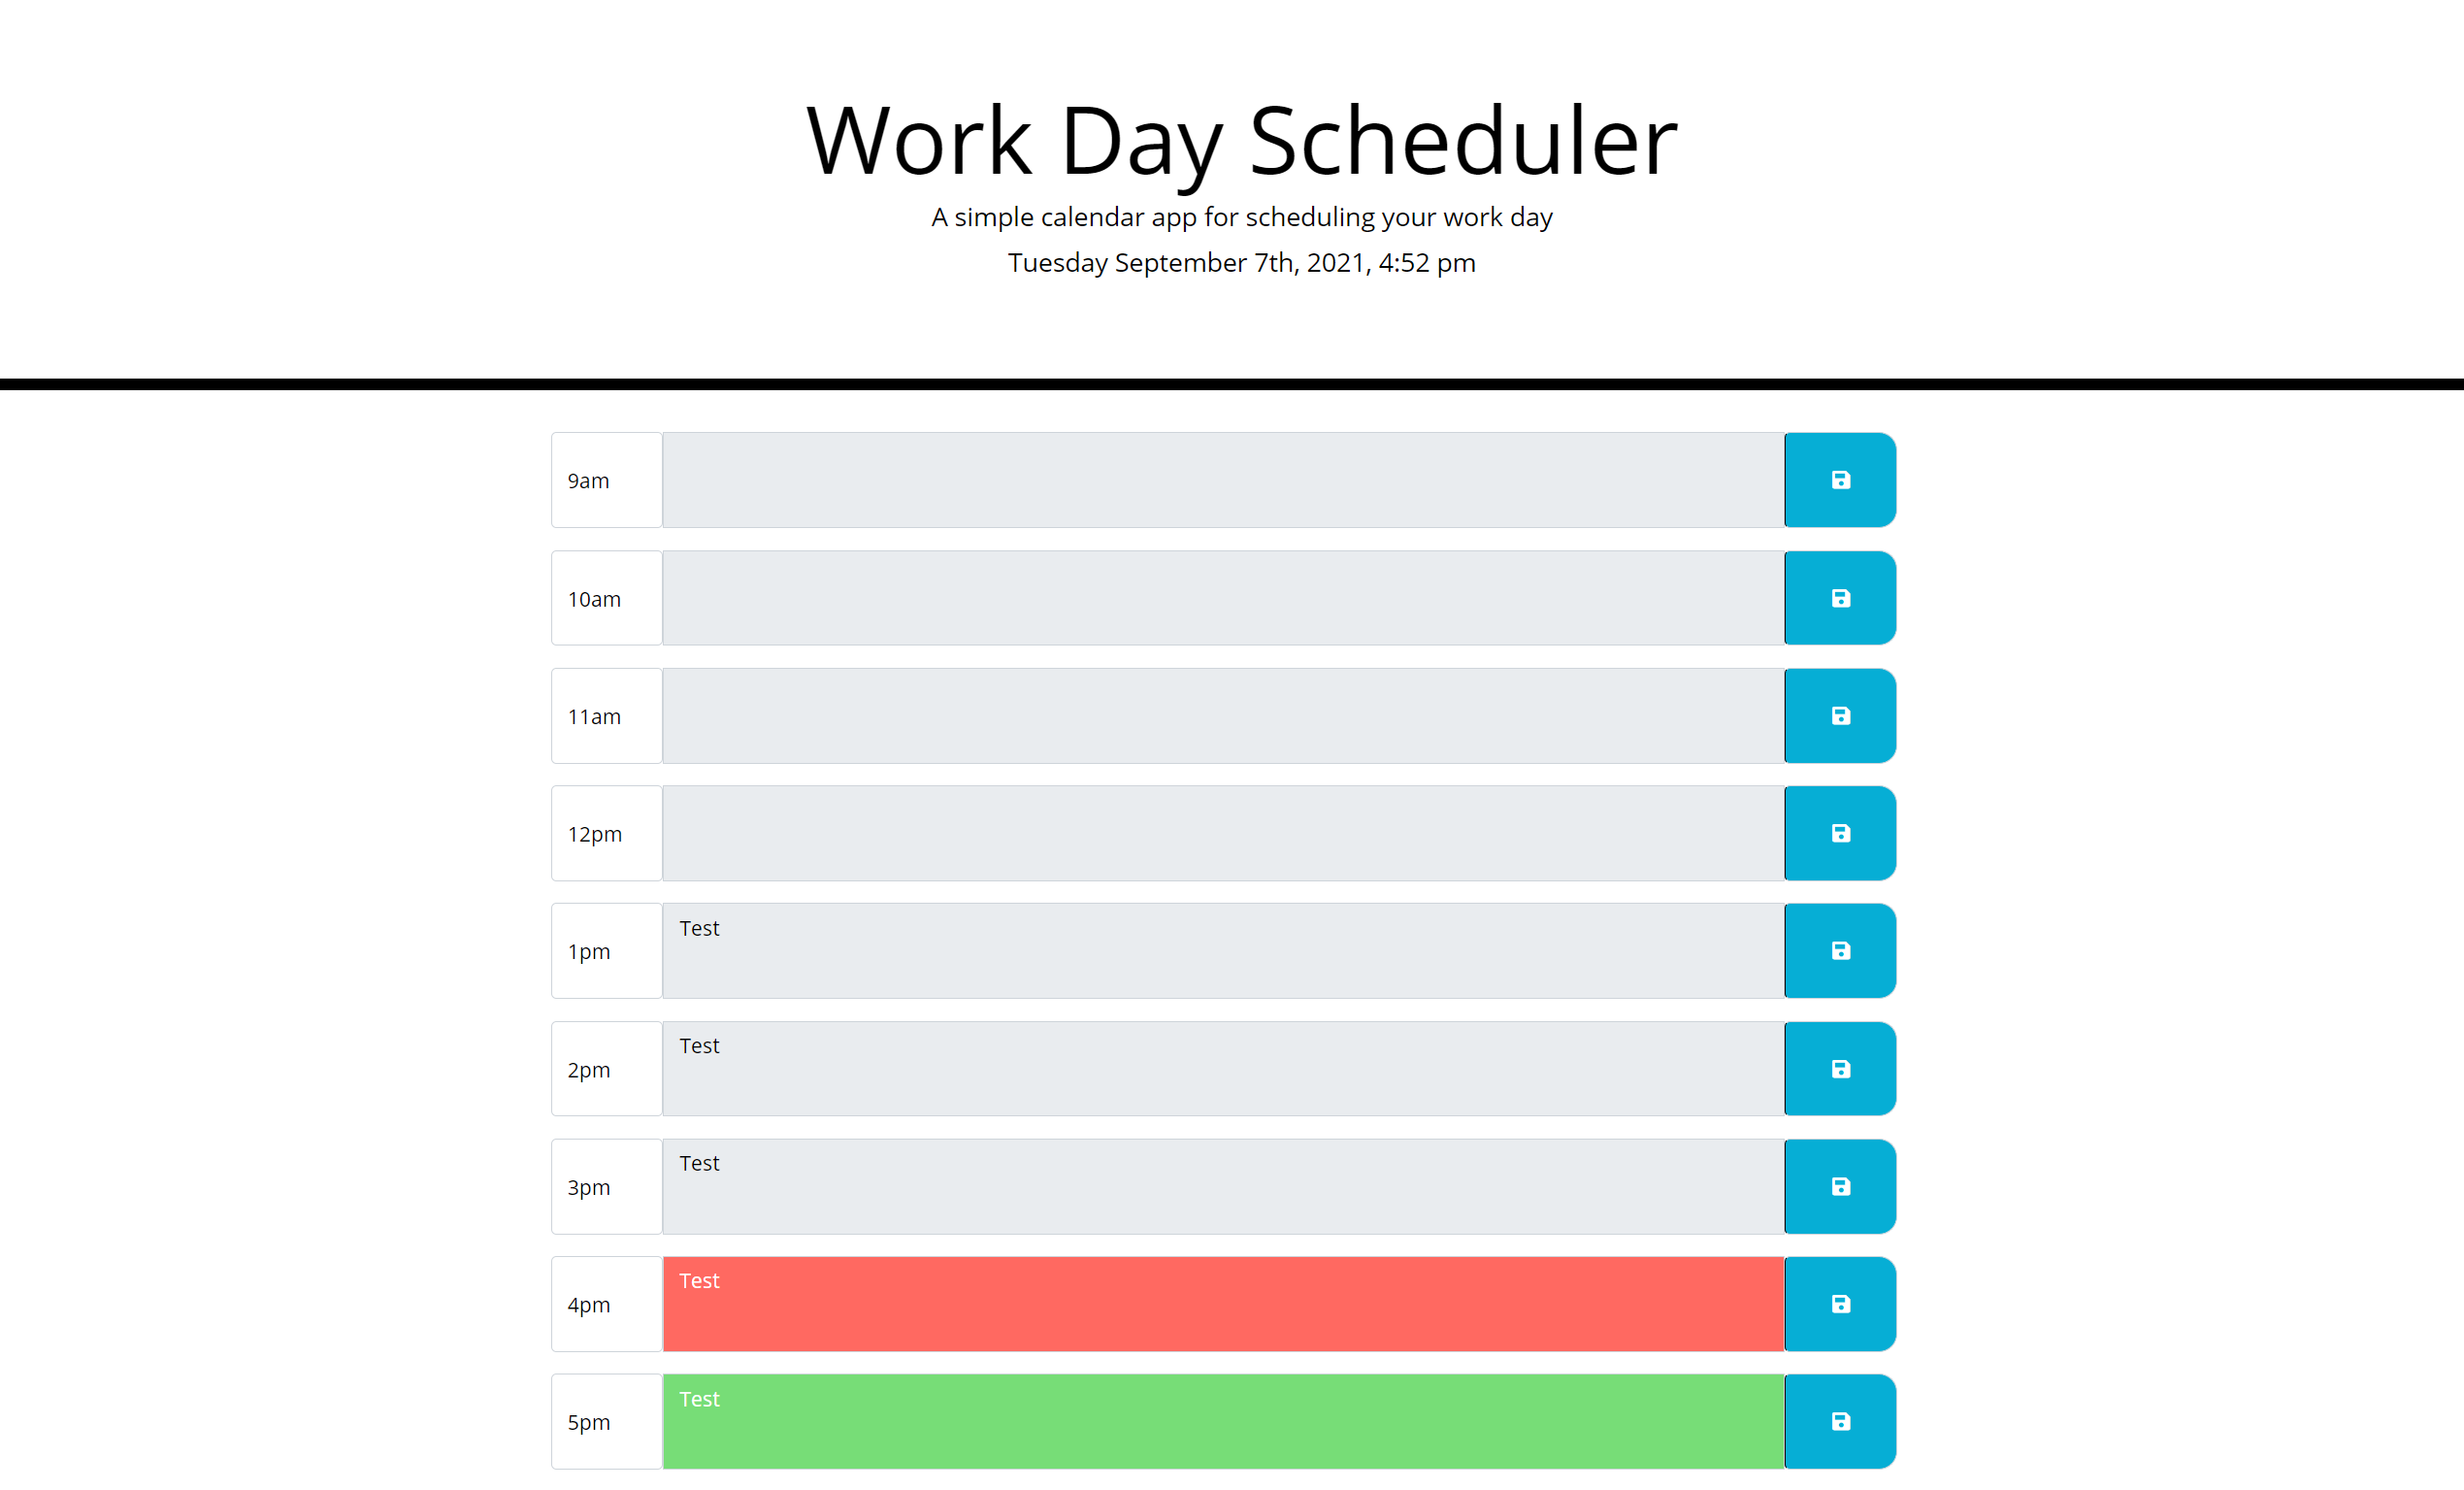 Work Day Scheduler
A simple calendar app for scheduling your work day
Tuesday September 7th, 2021, 4:52 pm
9am
10am
11am
12pm
1pm Test
2pm Test
3pm Test
4pm Test
5pm Test